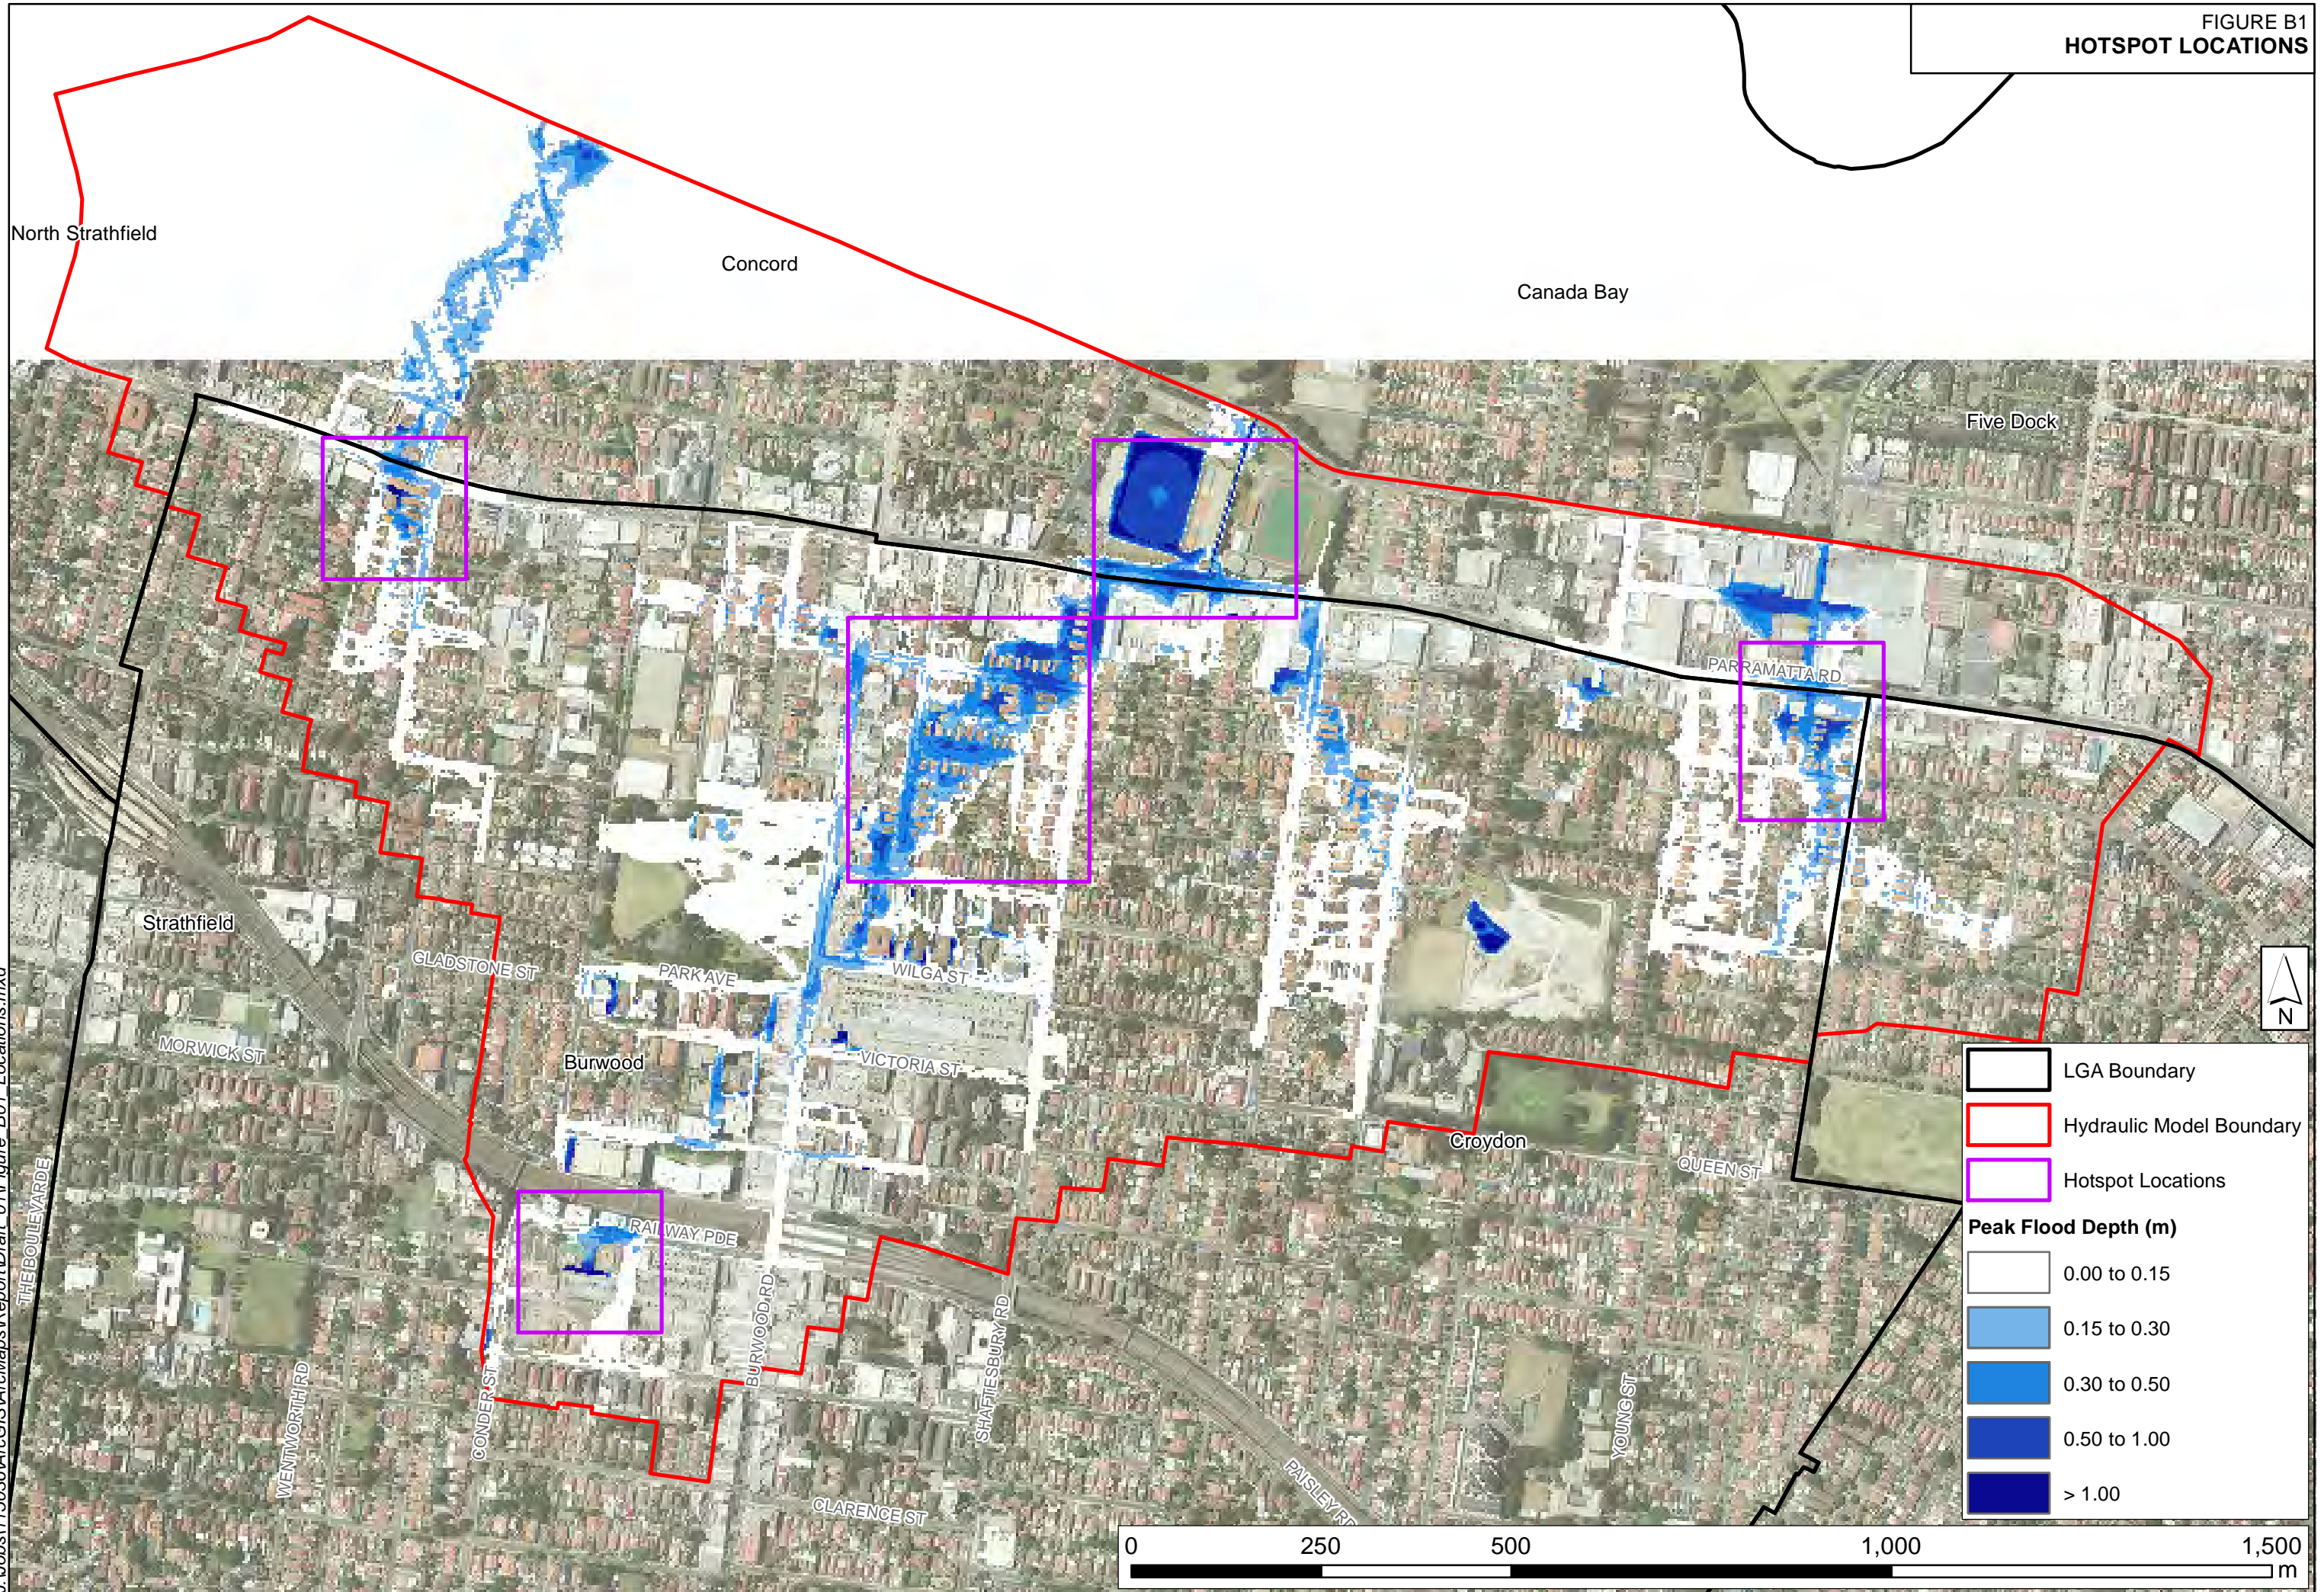 FIGURE B1
HOTSPOT LOCATIONS
North Strathfield
Concord
Canada Bay
Five Dock
PARRAMATTA RD
Strathfield
GLADSTONE ST
PARK AVE
WILGA ST
MORWICK ST
Burwood
VICTORIA ST
Croydon
QUEEN ST
THE BOULEVARDE
RAILWAY PDE
BURWOOD RD
SHAFTESBURY RD
WENTWORTH RD
CONDER ST
YOUNG ST
PAISLEY RD
CLARENCE ST
N
LGA Boundary
Hydraulic Model Boundary
Hotspot Locations
Peak Flood Depth (m)
0.00 to 0.15
0.15 to 0.30
0.30 to 0.50
0.50 to 1.00
> 1.00
0 250 500 1,000 1,500
m